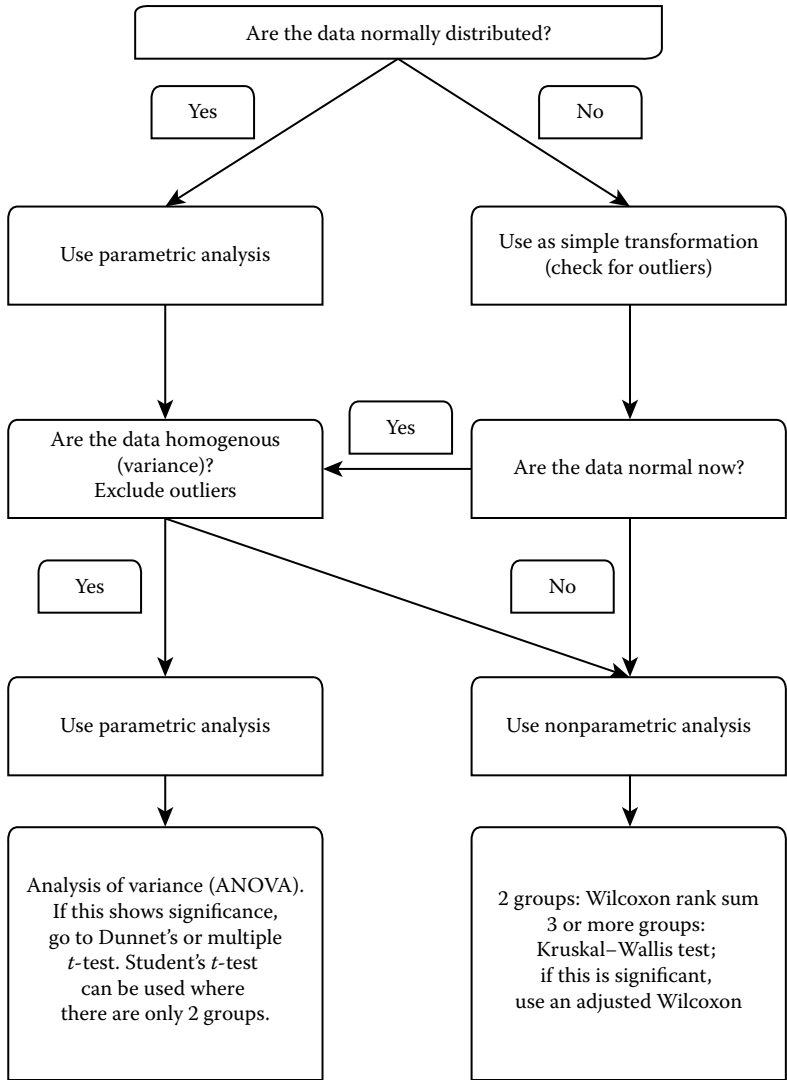 Are the data normally distributed?
Yes
No
Use parametric analysis
Use as simple transformation
(check for outliers)
Are the data homogenous
(variance)?
Exclude outliers
Yes
Are the data normal now?
Yes
No
Use parametric analysis
Use nonparametric analysis
Analysis of variance (ANOVA).
If this shows significance,
go to Dunnet’s or multiple
t-test. Student’s t-test
can be used where
there are only 2 groups.
2 groups: Wilcoxon rank sum
3 or more groups:
Kruskal–Wallis test;
if this is significant,
use an adjusted Wilcoxon